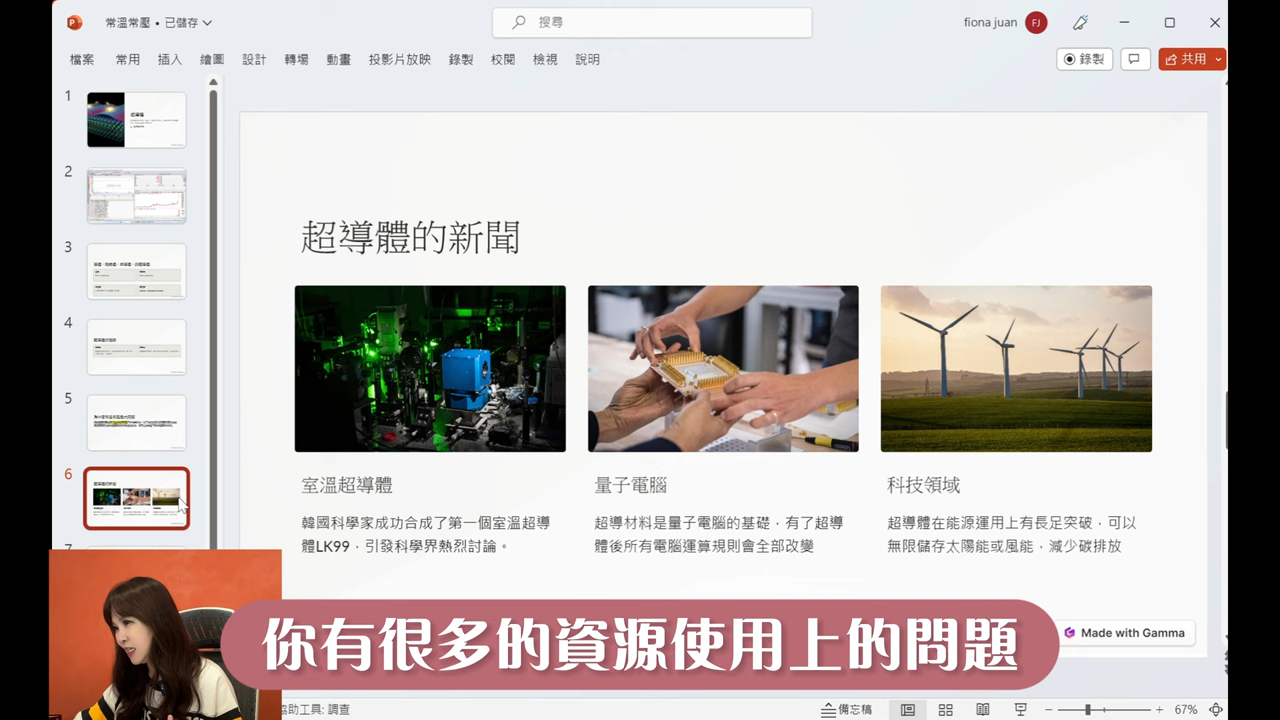 常溫常壓 • 已儲存
搜尋
fiona juan
FJ
檔案 常用 插入 繪圖 設計 轉場 動畫 投影片放映 錄製 校閱 檢視 說明
錄製
共用
1
2
3
4
5
6
7
超導體的新聞
室溫超導體
韓國科學家成功合成了第一個室溫超導
體LK99，引發科學界熱烈討論。
量子電腦
超導材料是量子電腦的基礎，有了超導
體後所有電腦運算規則會全部改變
科技領域
超導體在能源運用上有長足突破，可以
無限儲存太陽能或風能，減少碳排放
Made with Gamma
你有很多的資源使用上的問題
協助工具: 調查
備忘稿
67%